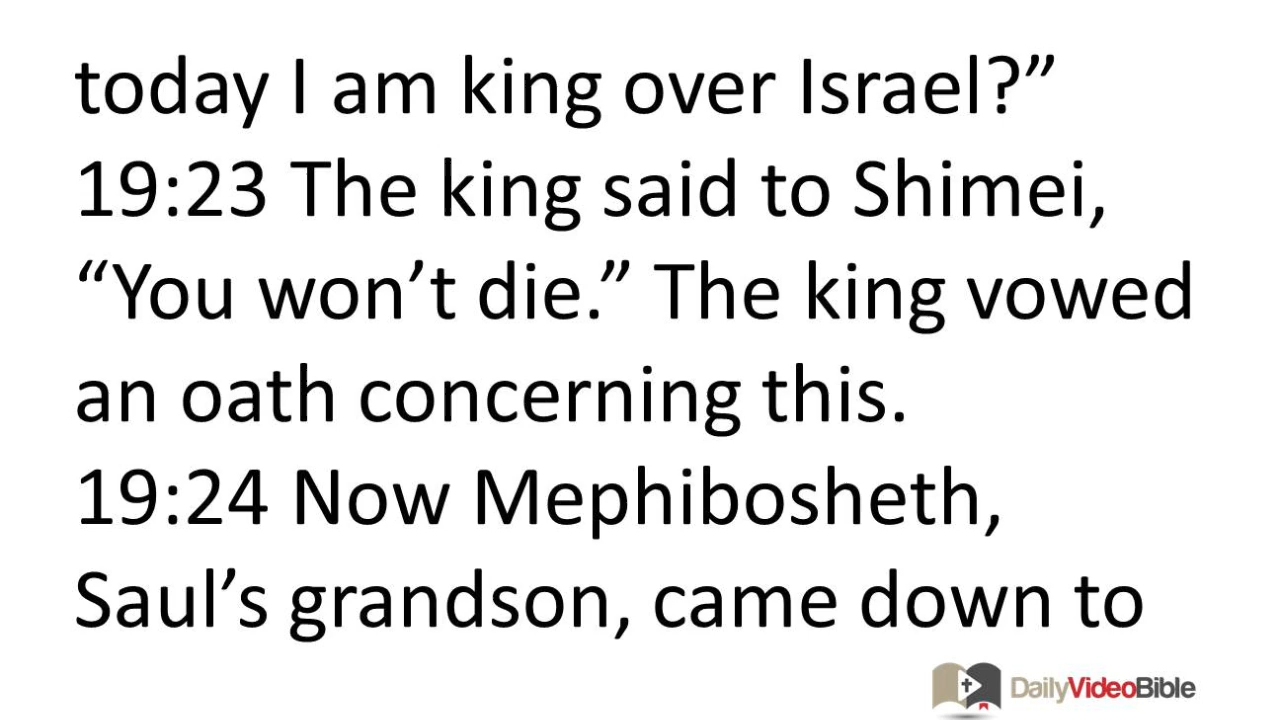 today I am king over Israel?”
19:23 The king said to Shimei,
“You won’t die.” The king vowed
an oath concerning this.
19:24 Now Mephibosheth,
Saul’s grandson, came down to
DailyVideoBible